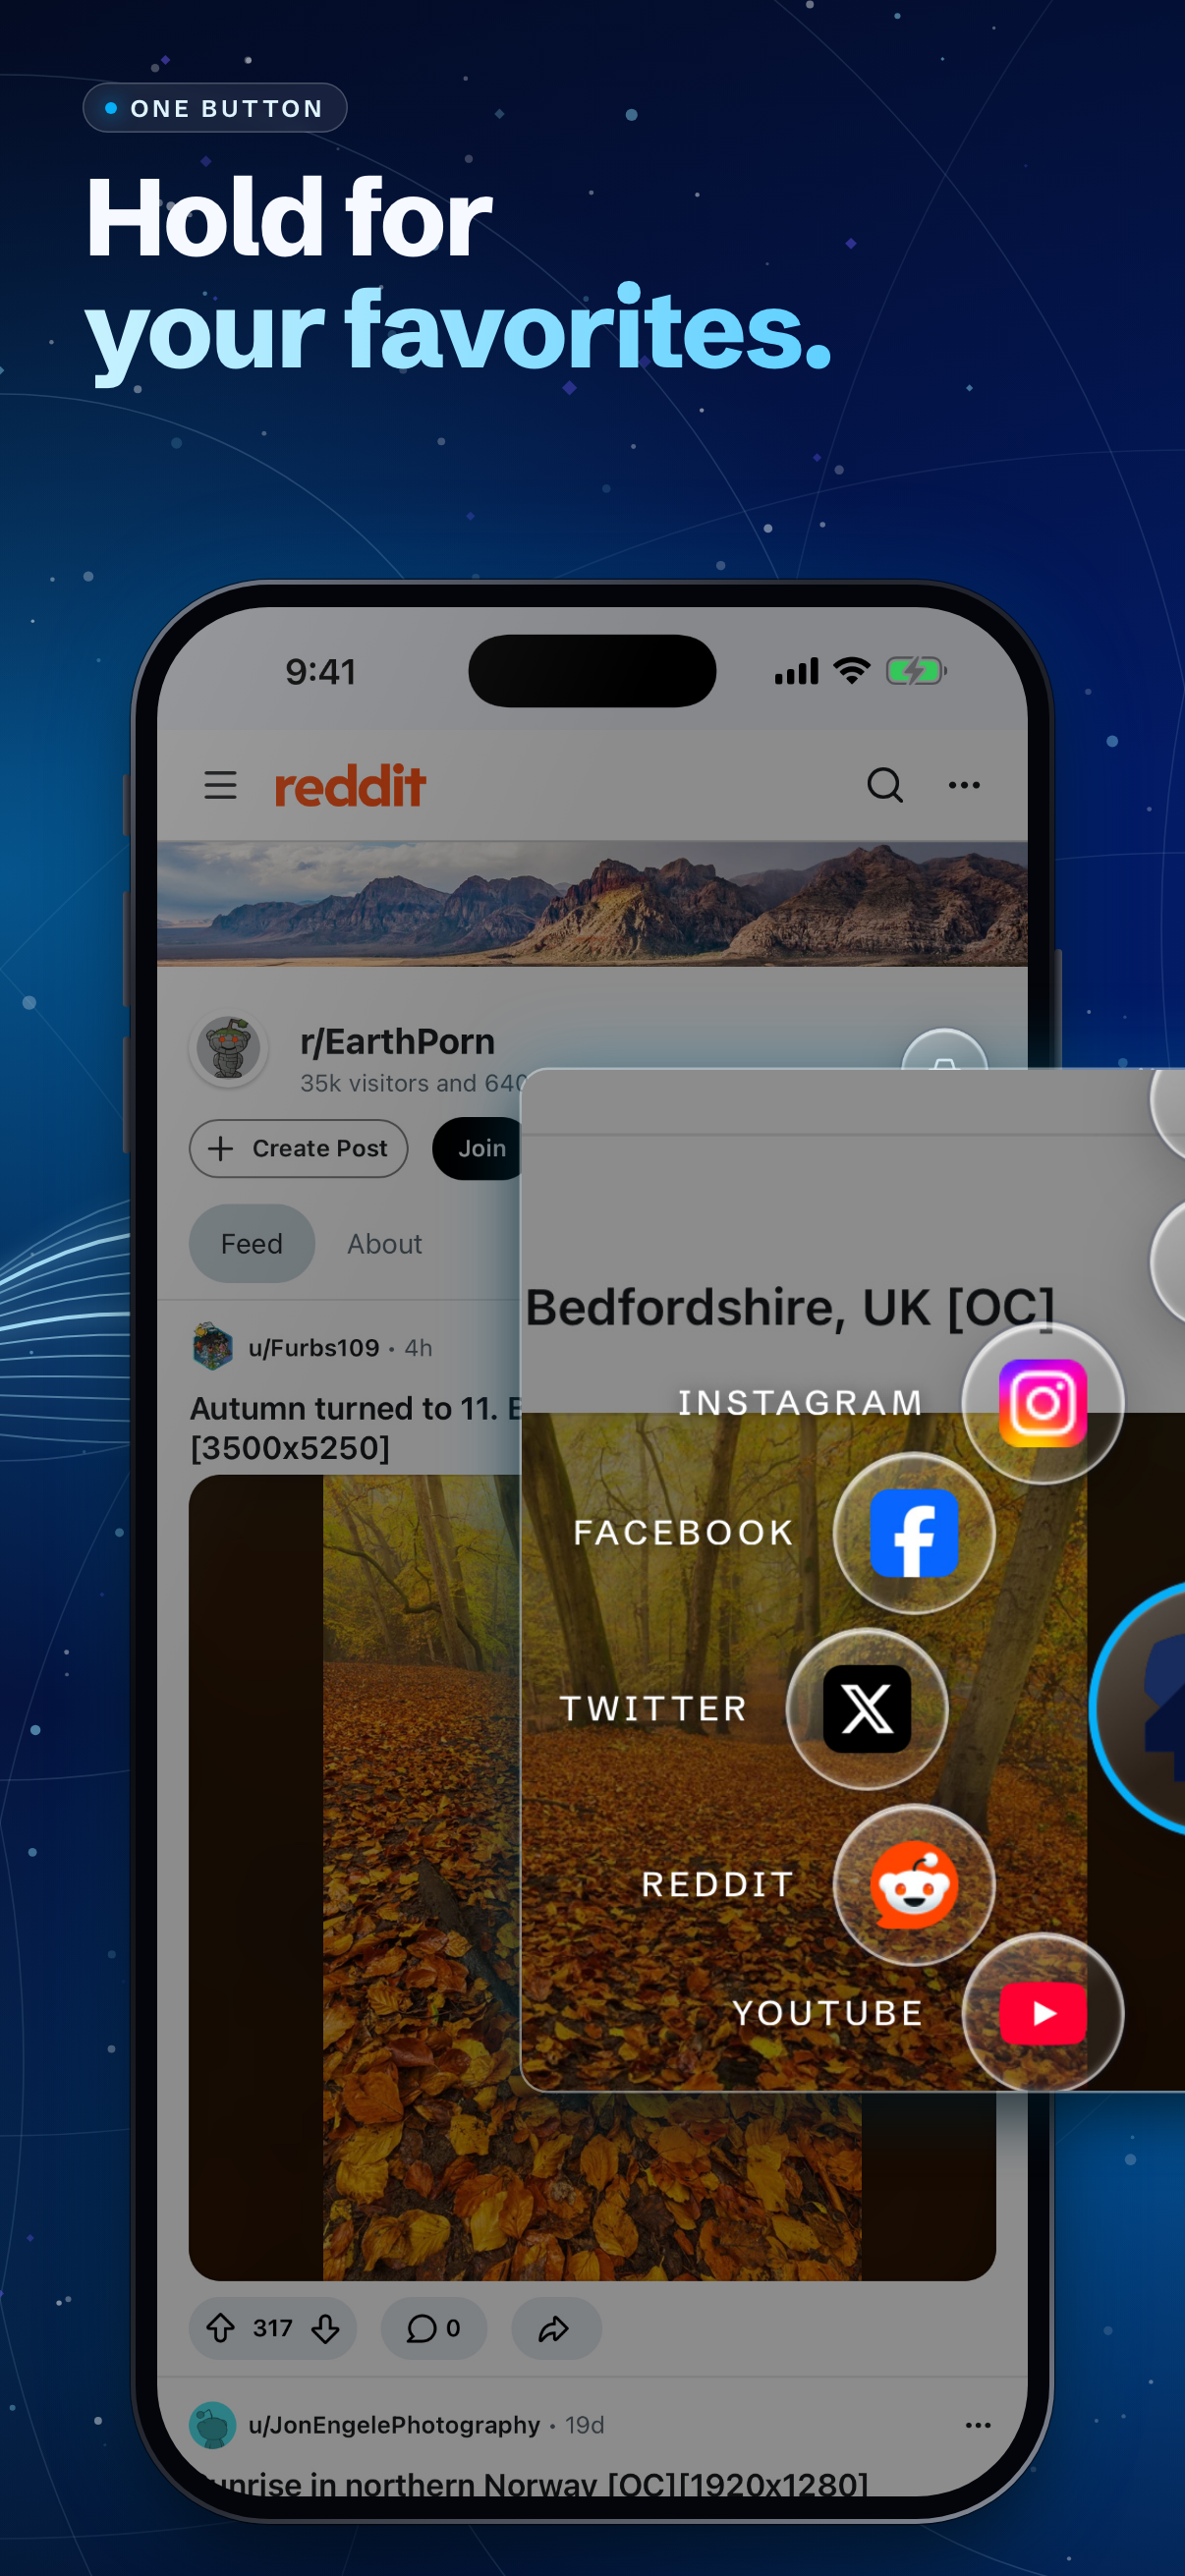 ONE BUTTON
Hold for
your favorites.
9:41
reddit
r/EarthPorn
35k visitors and 640
Create Post
Join
Feed
About
u/Furbs109 • 4h
Autumn turned to 11.
[3500x5250]
Bedfordshire, UK [OC]
INSTAGRAM
FACEBOOK
TWITTER
REDDIT
YOUTUBE
317
0
u/JonEngelePhotography • 19d
Sunrise in northern Norway [OC][1920x1280]